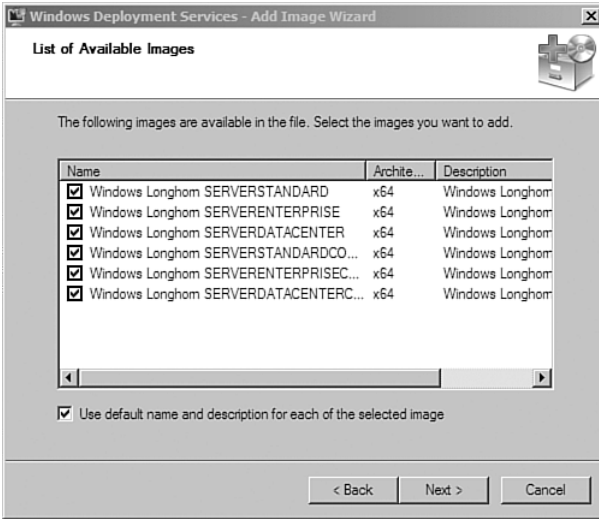 Windows Deployment Services - Add Image Wizard
List of Available Images
The following images are available in the file. Select the images you want to add.
Name Archite... Description
Windows Longhorn SERVERSTANDARD x64 Windows Longhorn
Windows Longhorn SERVERENTERPRISE x64 Windows Longhorn
Windows Longhorn SERVERDATACENTER x64 Windows Longhorn
Windows Longhorn SERVERSTANDARDCO... x64 Windows Longhorn
Windows Longhorn SERVERENTERPRISEC... x64 Windows Longhorn
Windows Longhorn SERVERDATACENTERC... x64 Windows Longhorn
Use default name and description for each of the selected image
< Back Next > Cancel